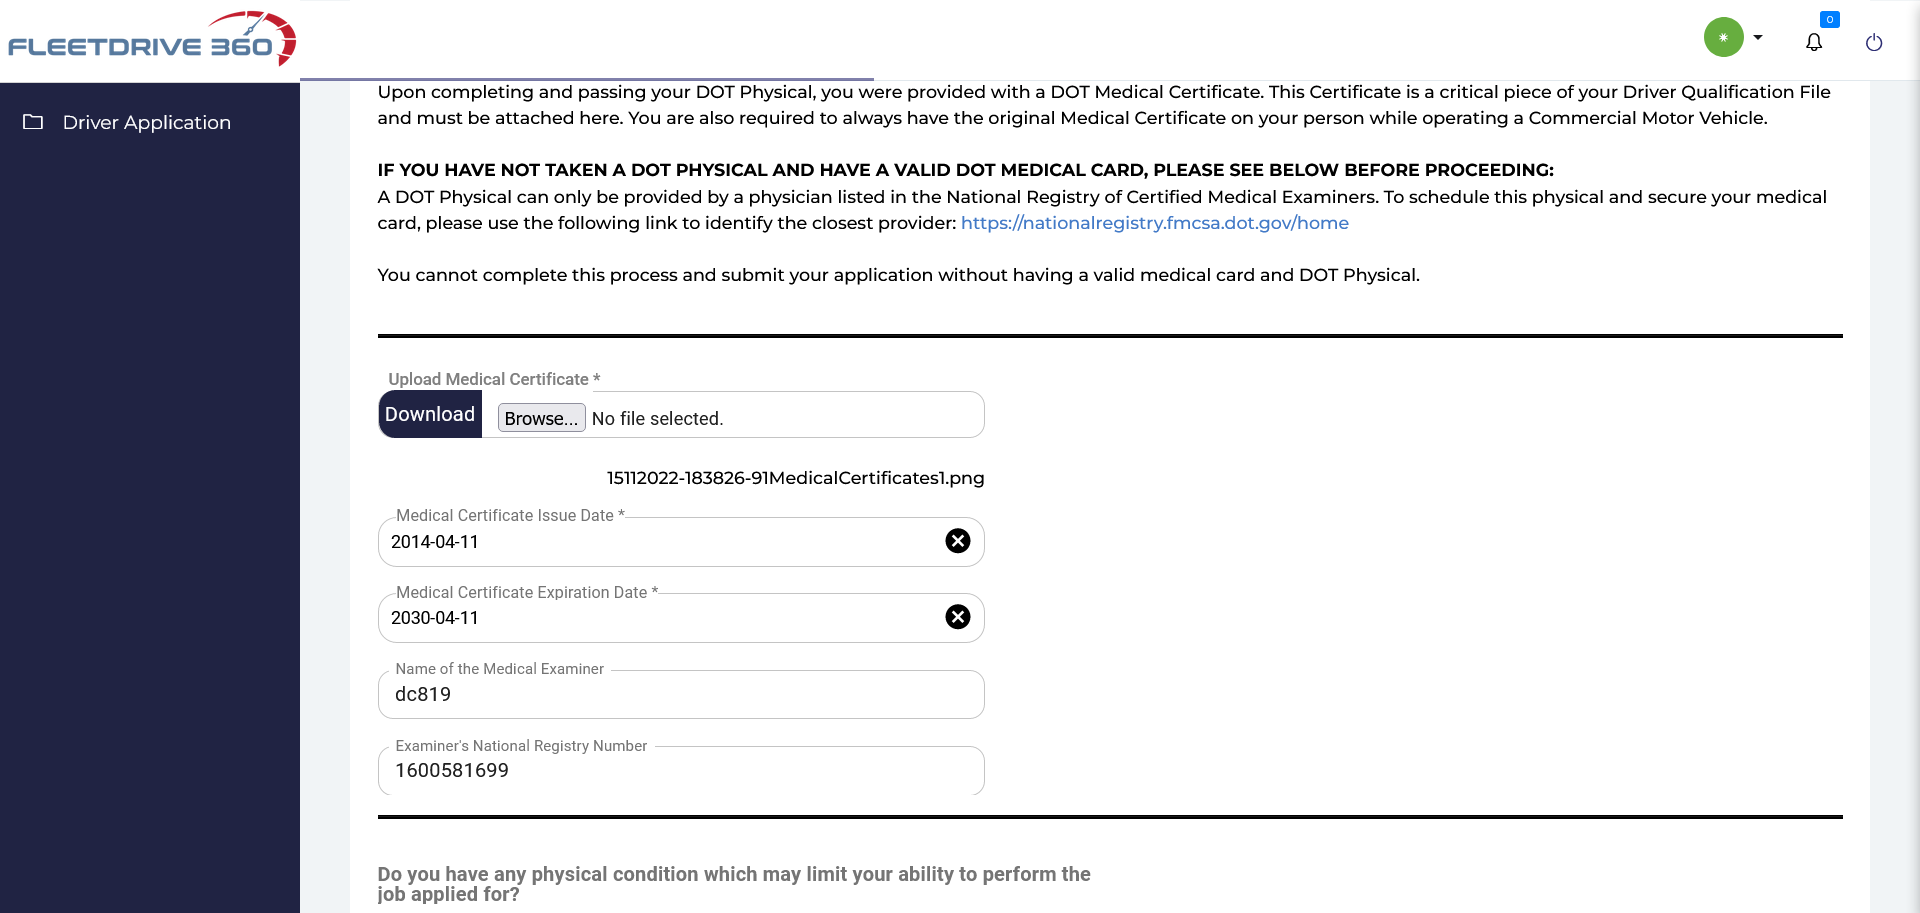 FLEETDRIVE 360
0
Driver Application
Upon completing and passing your DOT Physical, you were provided with a DOT Medical Certificate. This Certificate is a critical piece of your Driver Qualification File
and must be attached here. You are also required to always have the original Medical Certificate on your person while operating a Commercial Motor Vehicle.
IF YOU HAVE NOT TAKEN A DOT PHYSICAL AND HAVE A VALID DOT MEDICAL CARD, PLEASE SEE BELOW BEFORE PROCEEDING:
A DOT Physical can only be provided by a physician listed in the National Registry of Certified Medical Examiners. To schedule this physical and secure your medical
card, please use the following link to identify the closest provider: https://nationalregistry.fmcsa.dot.gov/home
You cannot complete this process and submit your application without having a valid medical card and DOT Physical.
Upload Medical Certificate *
Download Browse... No file selected.
15112022-183826-91MedicalCertificates1.png
Medical Certificate Issue Date *
2014-04-11
Medical Certificate Expiration Date *
2030-04-11
Name of the Medical Examiner
dc819
Examiner's National Registry Number
1600581699
Do you have any physical condition which may limit your ability to perform the
job applied for?